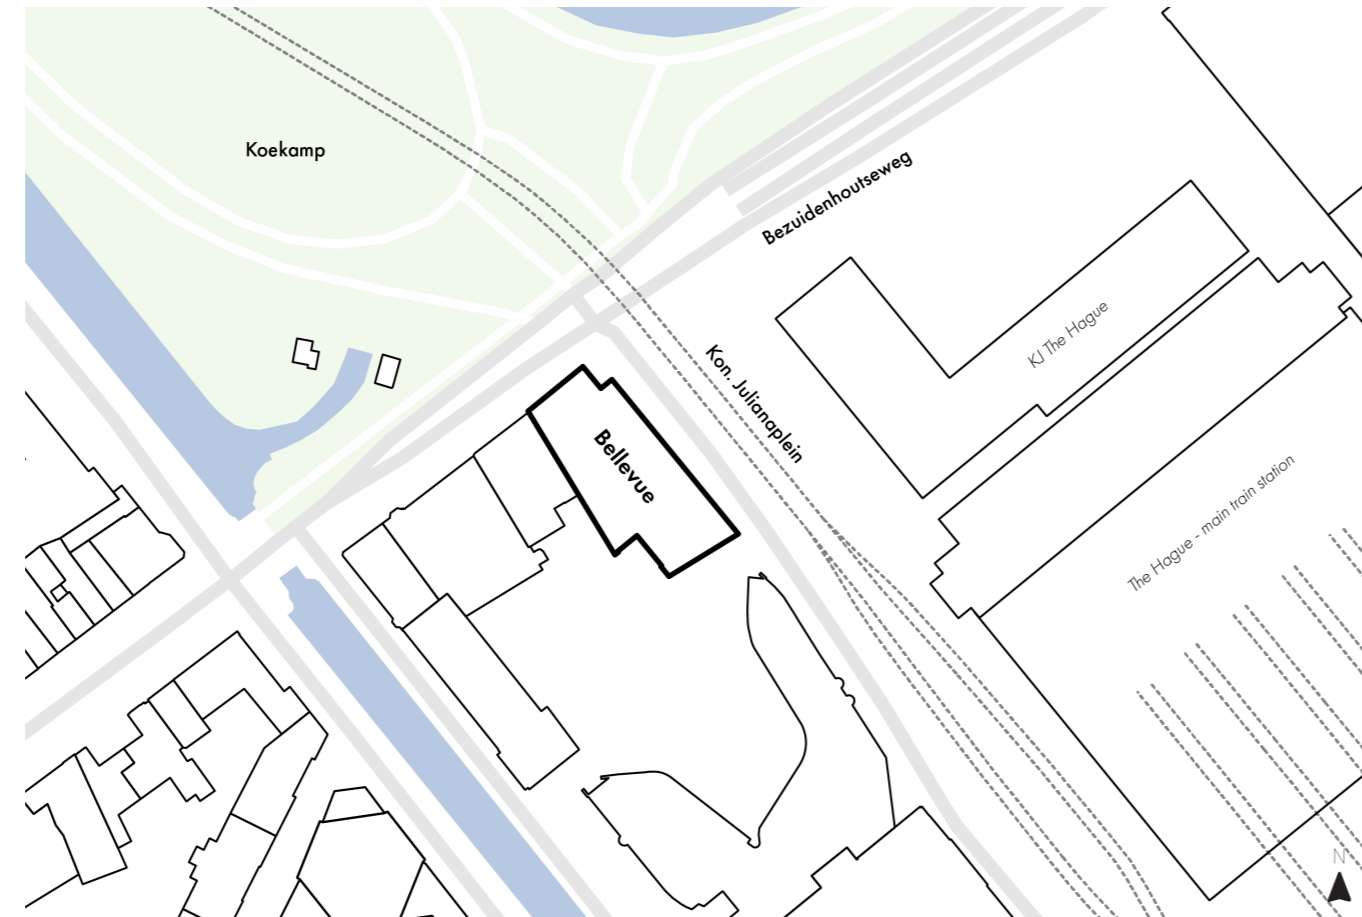 Koekamp
Bezuidenhoutseweg
KJ The Hague
Kon. Julianaplein
Bellevue
The Hague - main train station
N